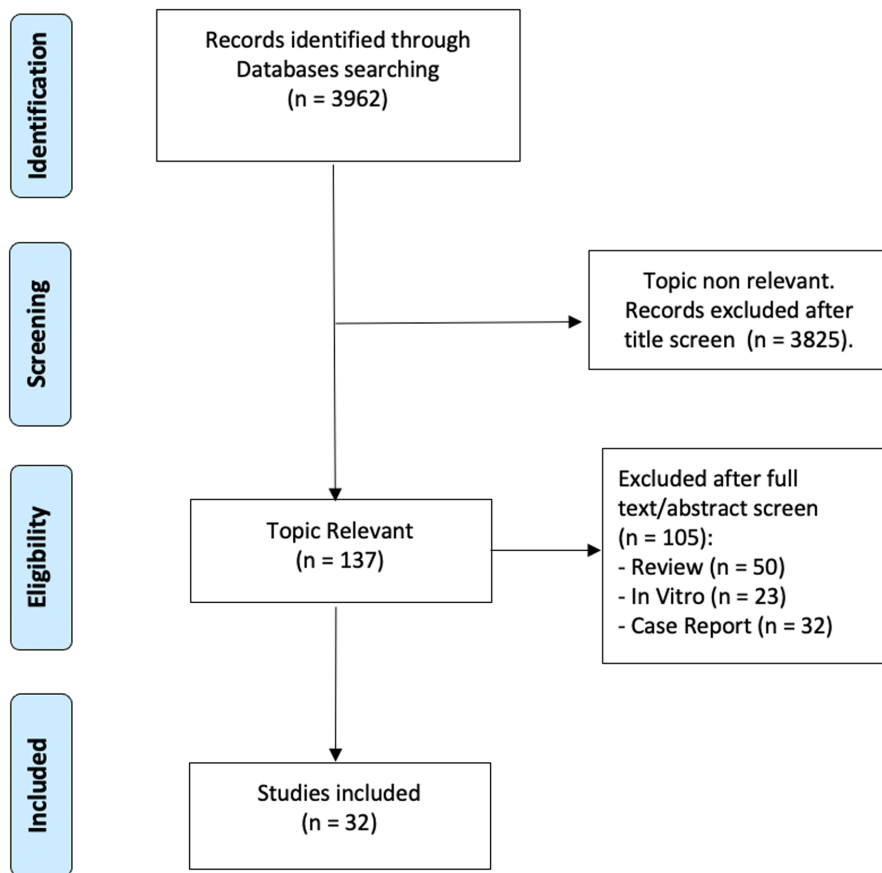 Identification
Records identified through
Databases searching
(n = 3962)
Screening
Topic non relevant.
Records excluded after
title screen (n = 3825).
Eligibility
Topic Relevant
(n = 137)
Excluded after full
text/abstract screen
(n = 105):
- Review (n = 50)
- In Vitro (n = 23)
- Case Report (n = 32)
Included
Studies included
(n = 32)